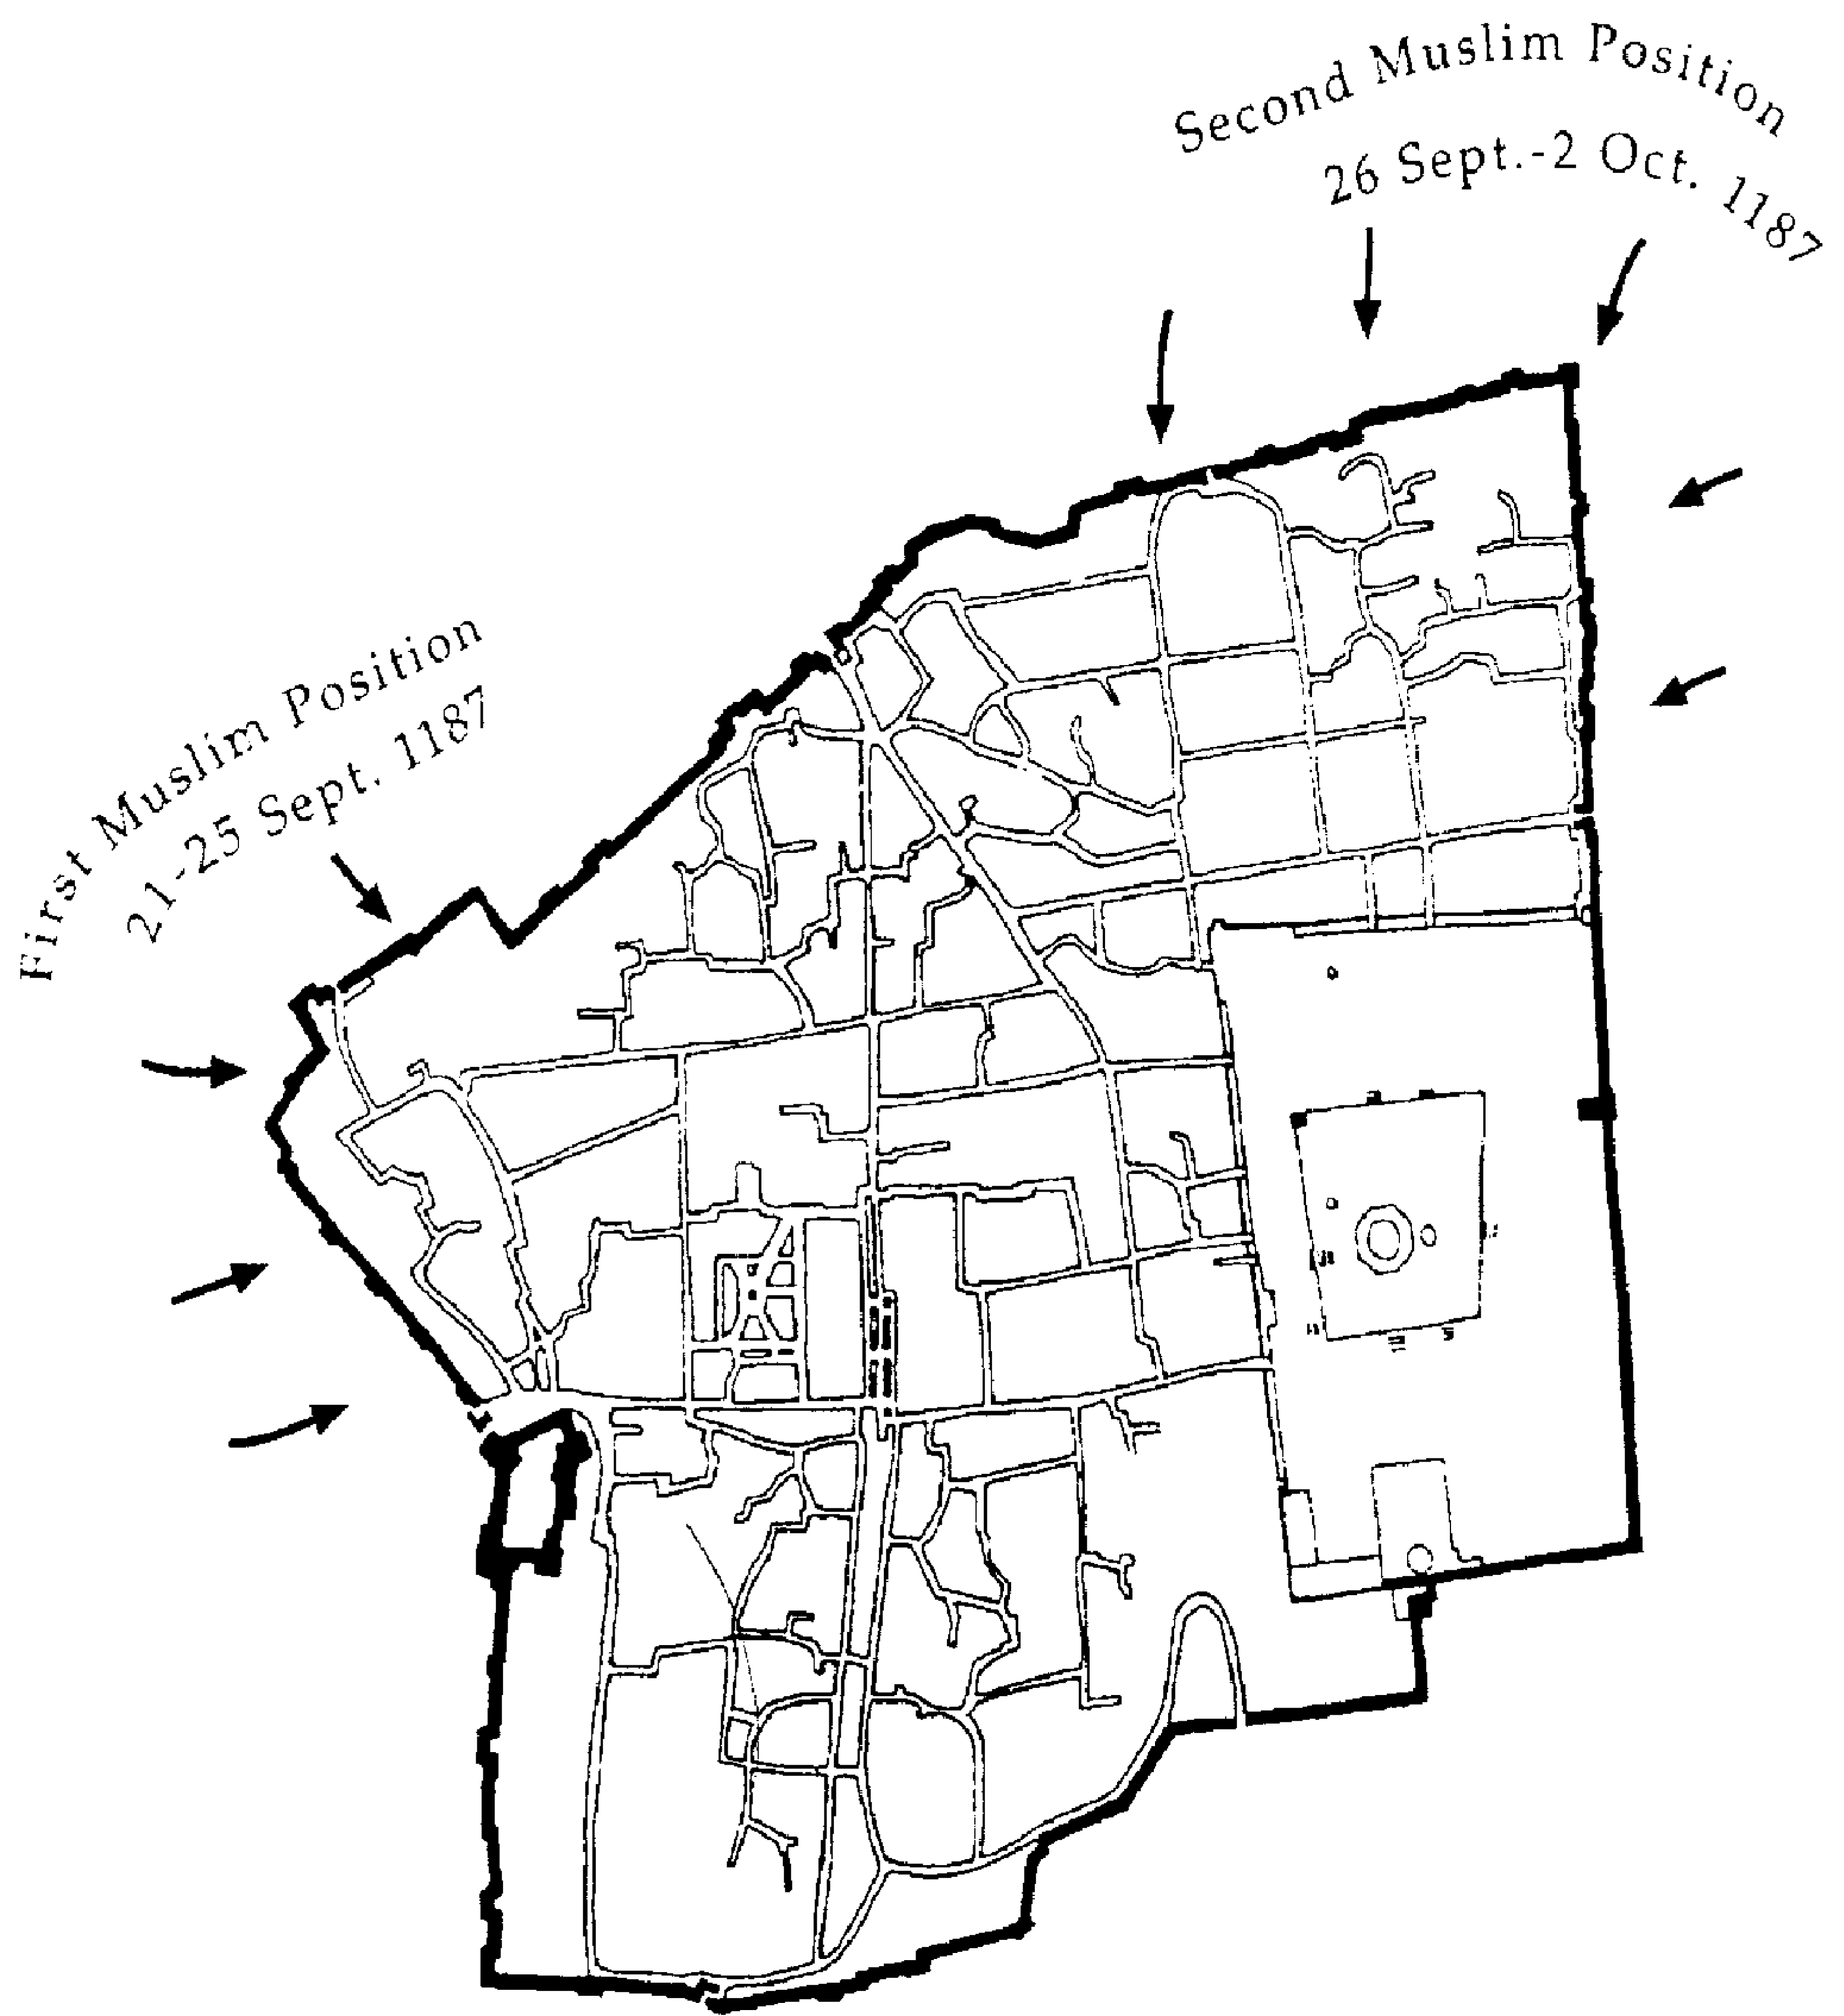 Second Muslim Position
26 Sept.-2 Oct. 1187
First Muslim Position
21-25 Sept. 1187